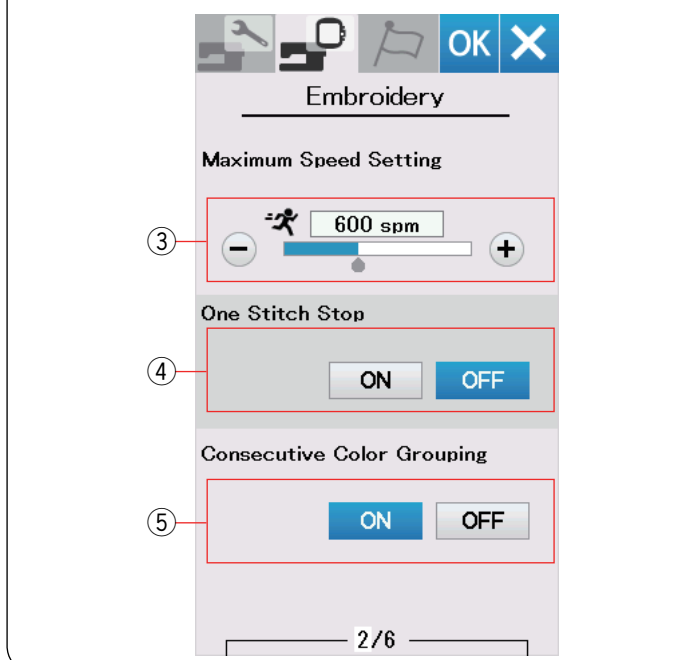 OK
Embroidery
Maximum Speed Setting
③ 600 spm
One Stitch Stop
④ ON OFF
Consecutive Color Grouping
⑤ ON OFF
2/6